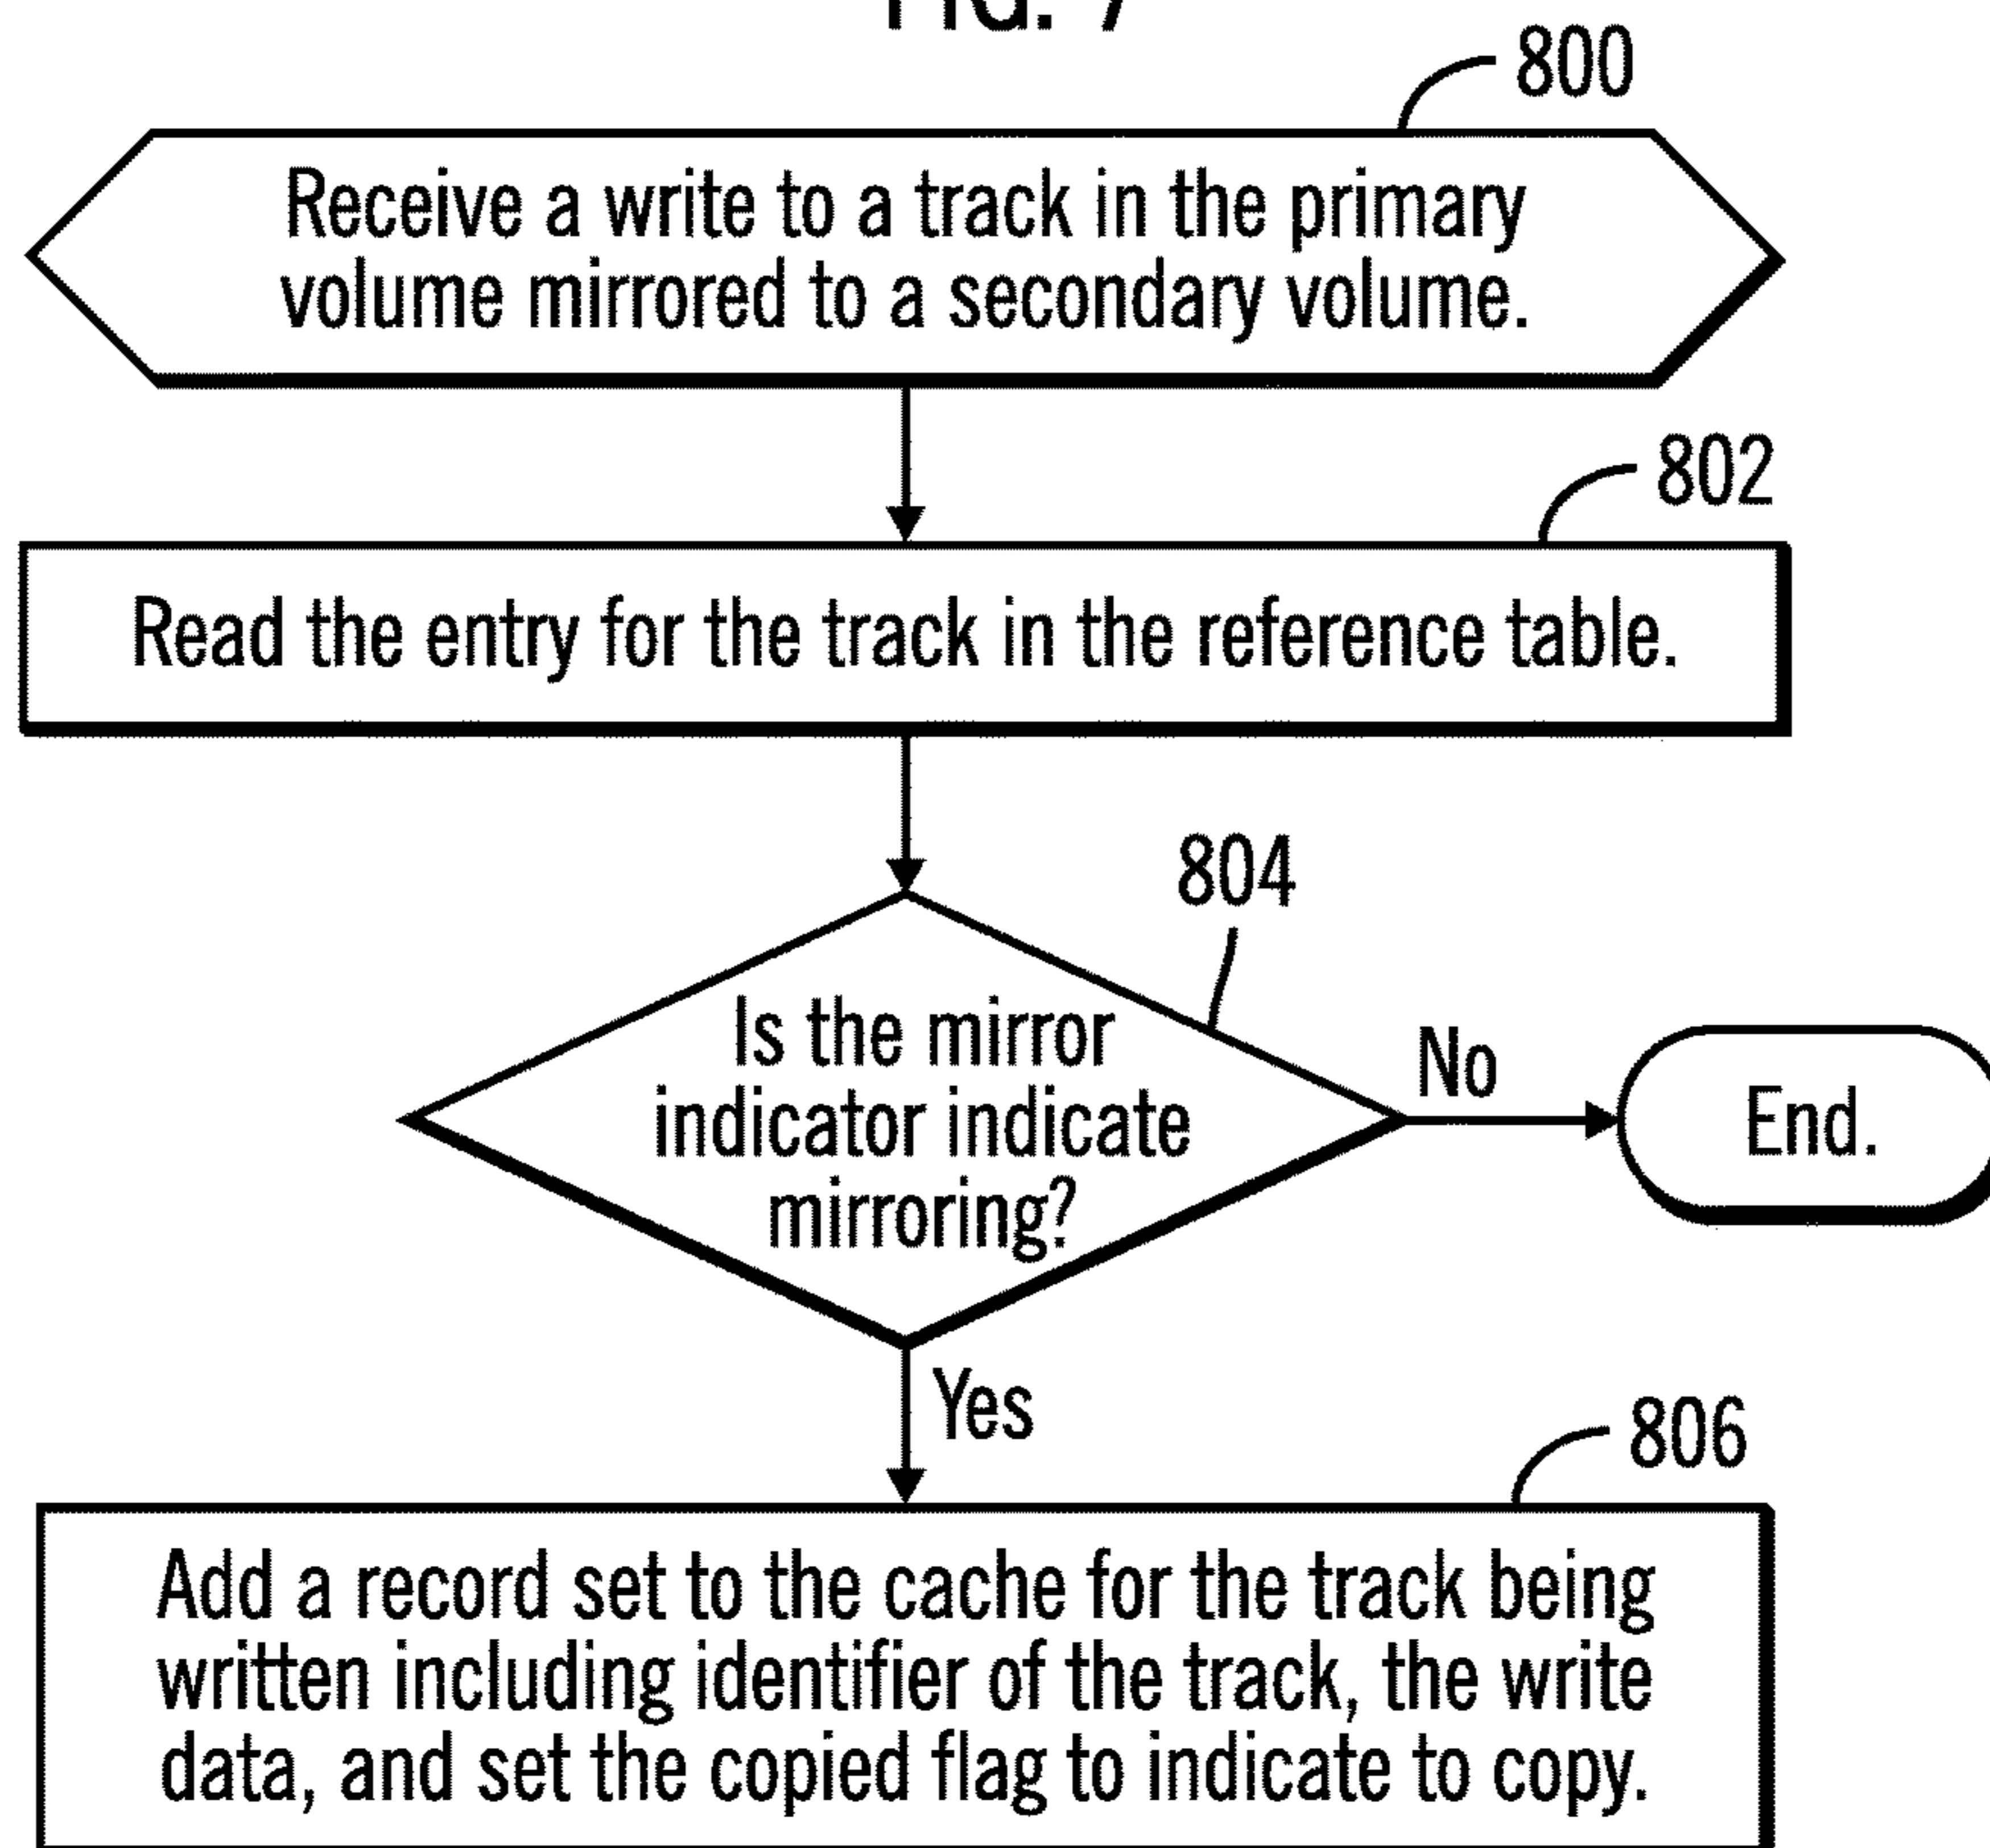 FIG. 7
800
Receive a write to a track in the primary
volume mirrored to a secondary volume.
802
Read the entry for the track in the reference table.
804
Is the mirror
indicator indicate
mirroring?
No
End.
Yes
806
Add a record set to the cache for the track being
written including identifier of the track, the write
data, and set the copied flag to indicate to copy.